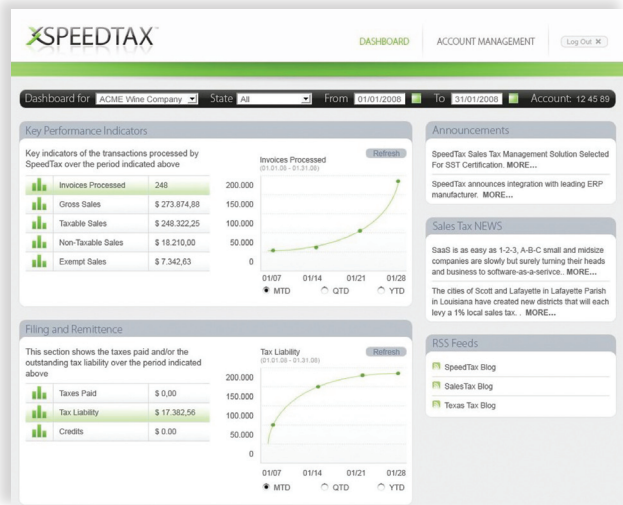 XSPEEDTAX™
DASHBOARD
ACCOUNT MANAGEMENT
Log Out ✕
Dashboard for ACME Wine Company State All From 01/01/2008 To 31/01/2008 Account: 12 45 89
Key Performance Indicators
Key indicators of the transactions processed by
SpeedTax over the period indicated above
Invoices Processed 248
Gross Sales $ 273.874,88
Taxable Sales $ 248.322,25
Non-Taxable Sales $ 18.210,00
Exempt Sales $ 7.342,63
Invoices Processed
(01.01.08 - 01.31.08)
Refresh
200.000
150.000
100.000
50.000
0
01/07 01/14 01/21 01/28
MTD QTD YTD
Filing and Remittence
This section shows the taxes paid and/or the
outstanding tax liability over the period indicated
above
Taxes Paid $ 0,00
Tax Liability $ 17.382,56
Credits $ 0.00
Tax Liability
(01.01.08 - 01.31.08)
Refresh
200.000
150.000
100.000
50.000
0
01/07 01/14 01/21 01/28
MTD QTD YTD
Announcements
SpeedTax Sales Tax Management Solution Selected
For SST Certification. MORE...
SpeedTax announces integration with leading ERP
manufacturer. MORE...
Sales Tax NEWS
SaaS is as easy as 1-2-3, A-B-C small and midsize
companies are slowly but surely turning their heads
and business to software-as-a-serivce.. MORE...
The cities of Scott and Lafayette in Lafayette Parish
in Louisiana have created new districts that will each
levy a 1% local sales tax. . MORE...
RSS Feeds
SpeedTax Blog
SalesTax Blog
Texas Tax Blog